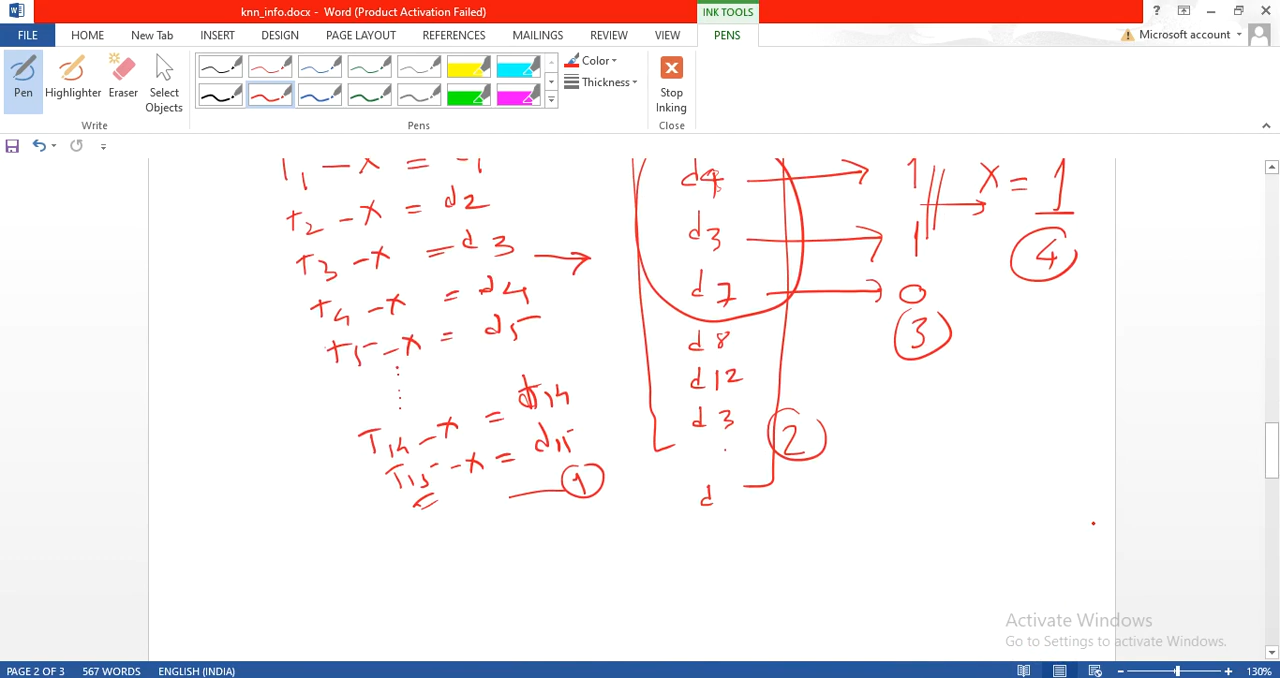 knn_info.docx - Word (Product Activation Failed)
INK TOOLS
?
FILE HOME New Tab INSERT DESIGN PAGE LAYOUT REFERENCES MAILINGS REVIEW VIEW PENS
Microsoft account
Pen Highlighter Eraser Select Objects
Color
Thickness
Stop Inking
Write Pens Close
T1 - x =
d4 1 x = 1
T2 - x = d2
d3 1 4
T3 - x = d3
d7 0
T4 - x = d4
3
T5 - x = d5
d8
d12
T14 - x = d14
d3
2
T15 - x = d15
1
d
Activate Windows
Go to Settings to activate Windows.
PAGE 2 OF 3 567 WORDS ENGLISH (INDIA) 130%